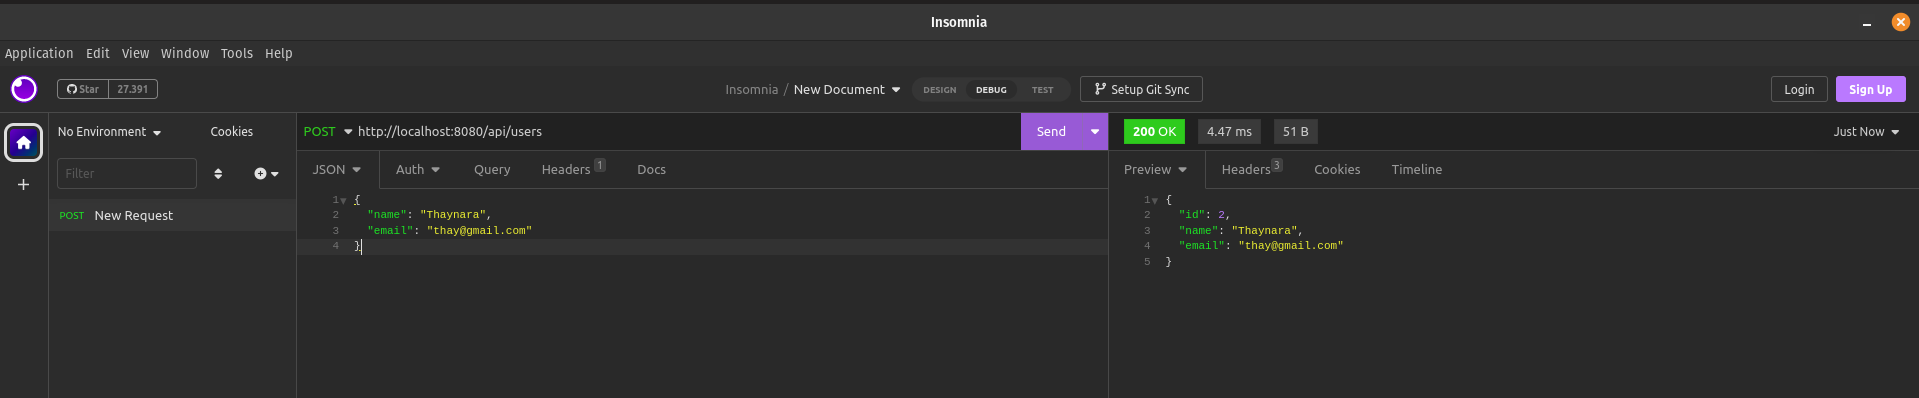 Insomnia
Application Edit View Window Tools Help
Star 27.391
Insomnia / New Document DESIGN DEBUG TEST Setup Git Sync
Login Sign Up
No Environment Cookies
Filter
POST New Request
POST http://localhost:8080/api/users Send
JSON Auth Query Headers 1 Docs
1 {
2 "name": "Thaynara",
3 "email": "thay@gmail.com"
4 }
200 OK 4.47 ms 51 B Just Now
Preview Headers 3 Cookies Timeline
1 {
2 "id": 2,
3 "name": "Thaynara",
4 "email": "thay@gmail.com"
5 }